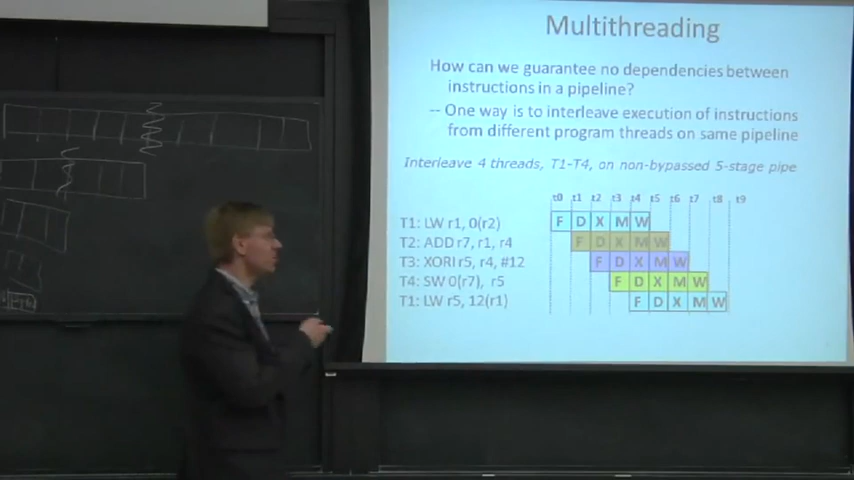 Multithreading
How can we guarantee no dependencies between
instructions in a pipeline?
-- One way is to interleave execution of instructions
from different program threads on same pipeline
Interleave 4 threads, T1-T4, on non-bypassed 5-stage pipe
t0 t1 t2 t3 t4 t5 t6 t7 t8 t9
T1: LW r1, 0(r2) F D X M W
T2: ADD r7, r1, r4 F D X M W
T3: XORI r5, r4, #12 F D X M W
T4: SW 0(r7), r5 F D X M W
T1: LW r5, 12(r1) F D X M W